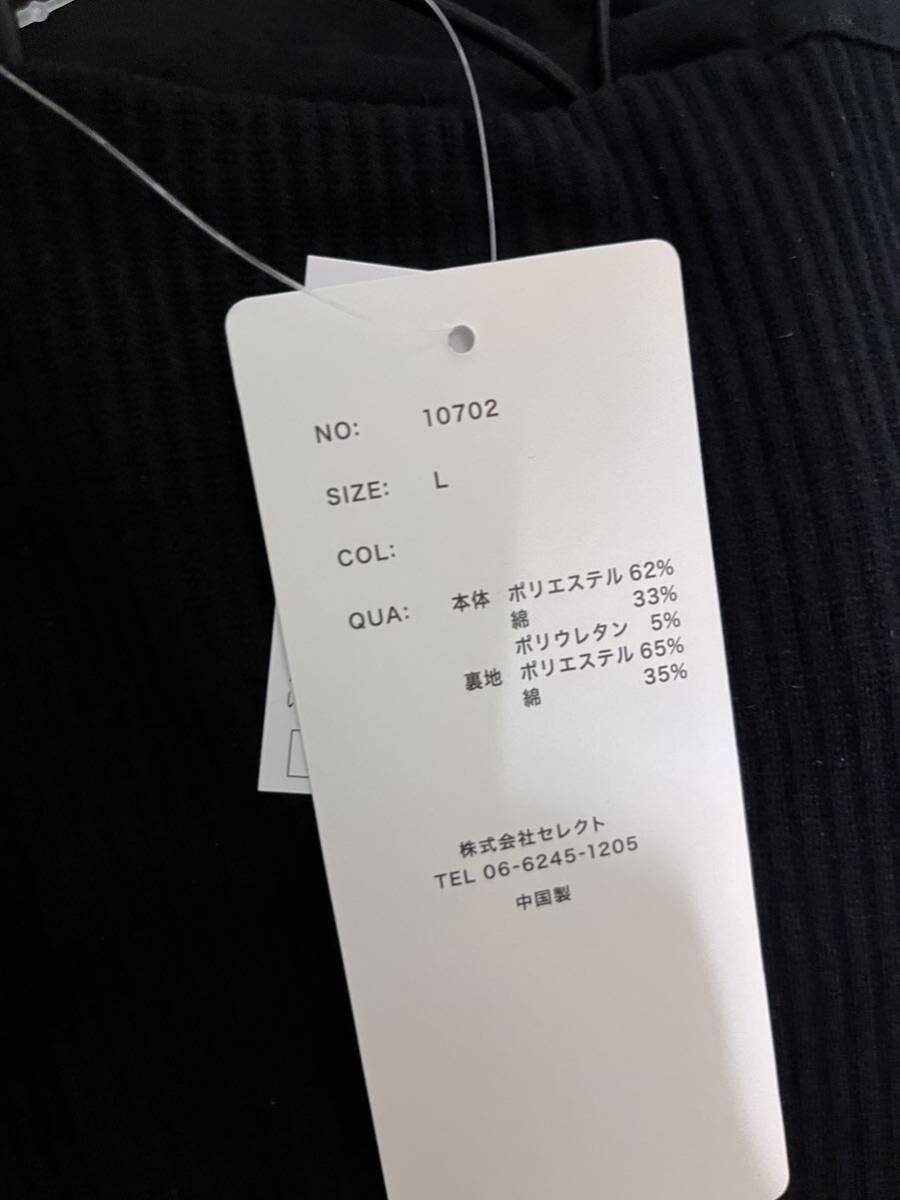 NO: 10702
SIZE: L
COL:
QUA: 本体 ポリエステル 62%
綿 33%
ポリウレタン 5%
裏地 ポリエステル 65%
綿 35%
株式会社セレクト
TEL 06-6245-1205
中国製